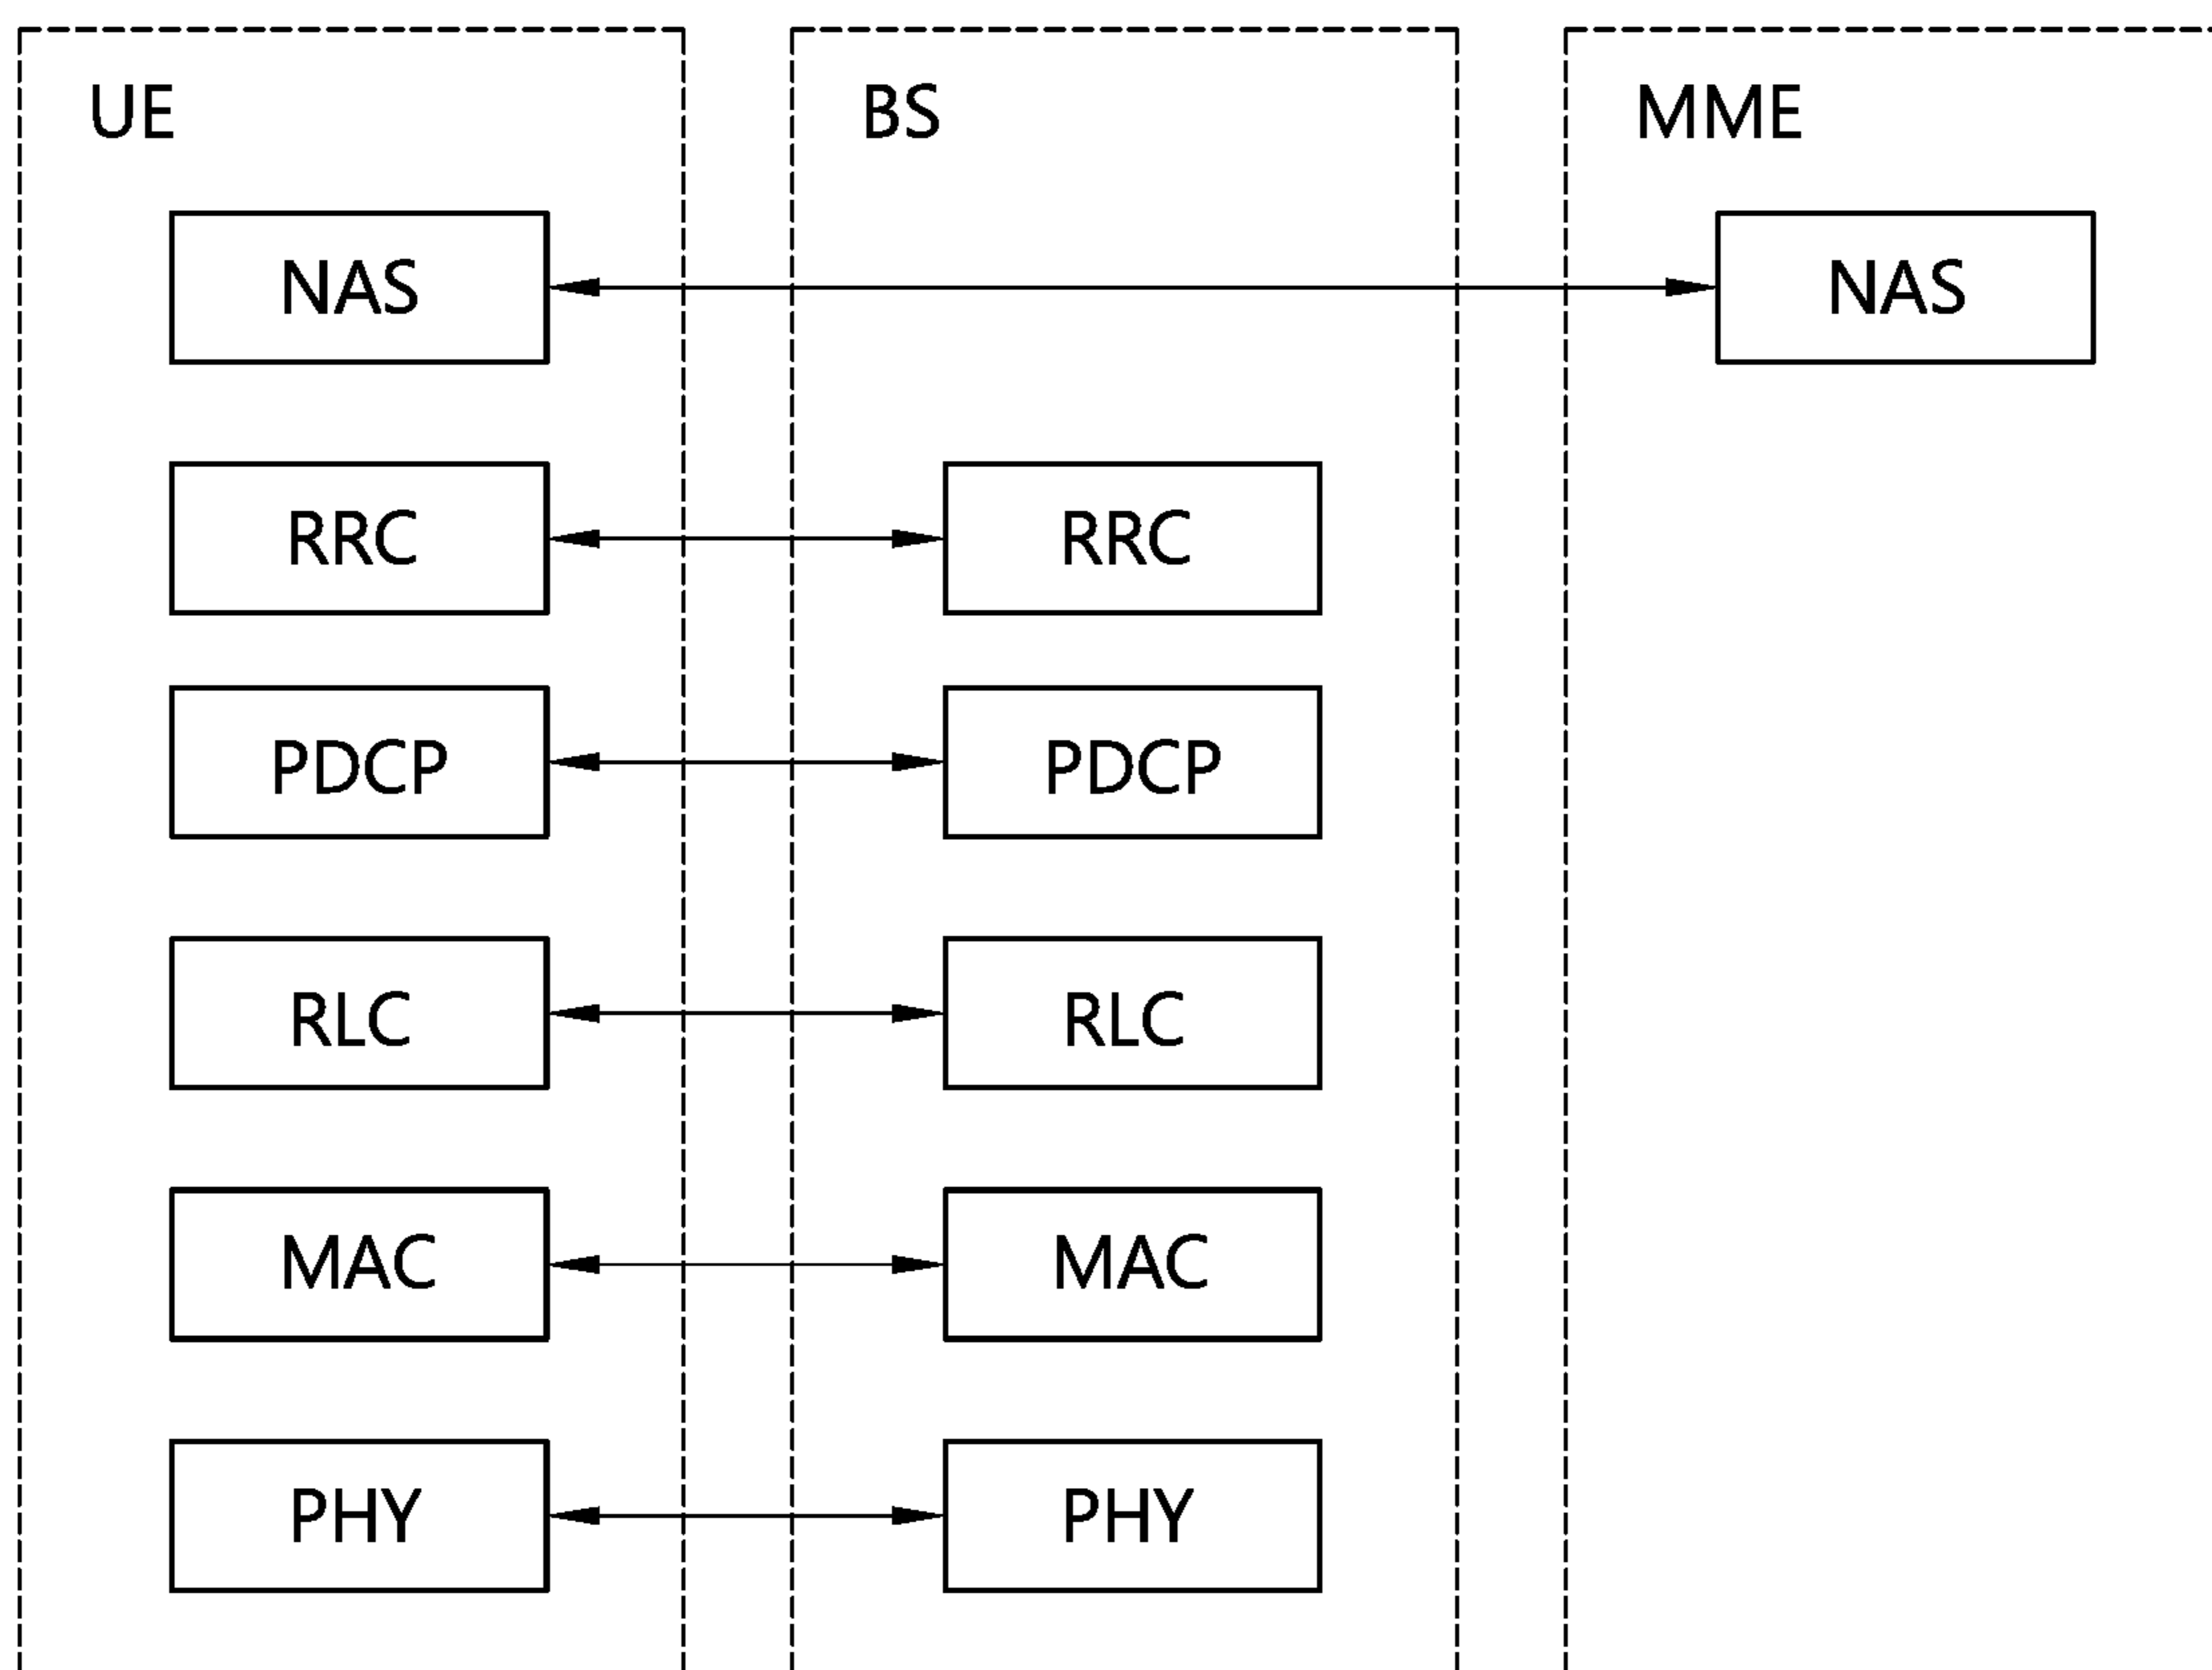 UE BS MME
NAS NAS
RRC RRC
PDCP PDCP
RLC RLC
MAC MAC
PHY PHY